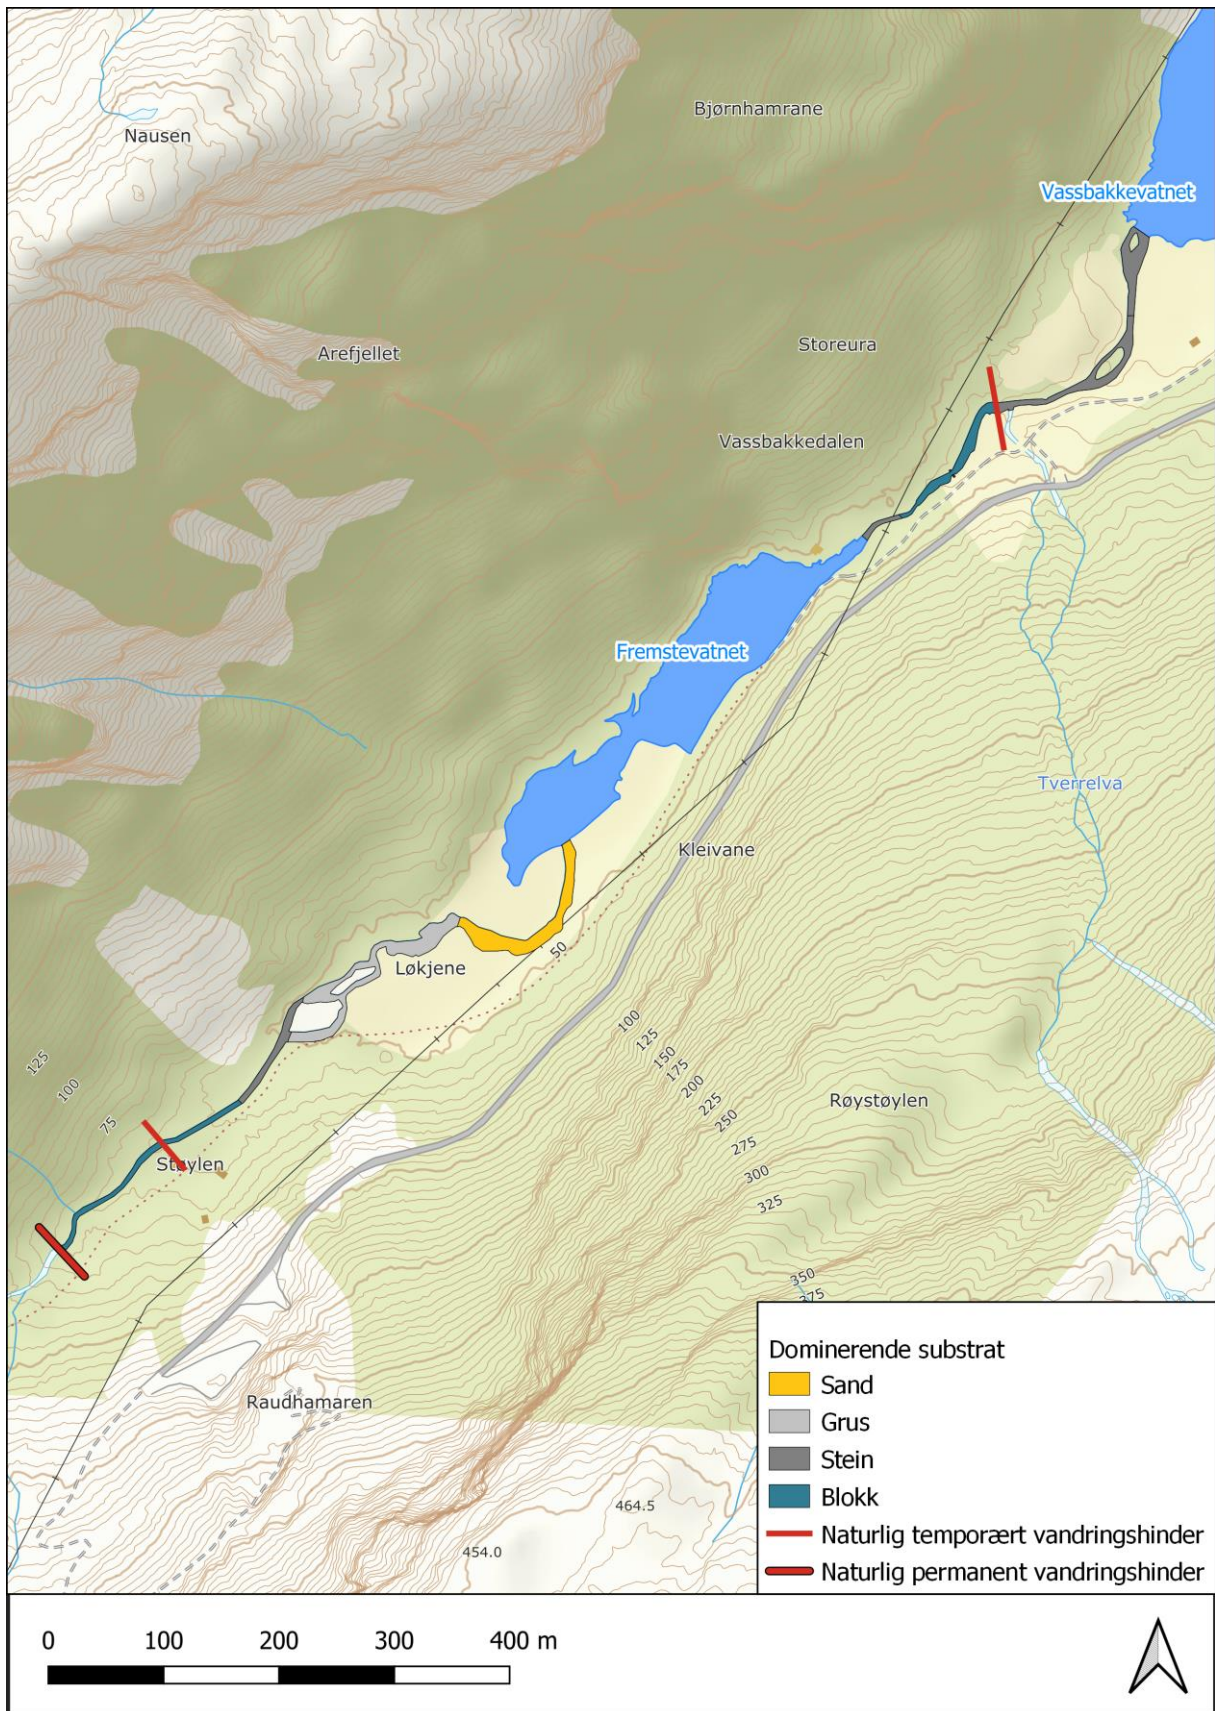 Bjørnhamrane
Nausen
Vassbakkevatnet
Storeura
Arefjellet
Vassbakkedalen
Fremstevatnet
Tverrelva
Kleivane
50
Løkjene
100
125
150
175
200
225
250
275
300
325
350
375
125
100
75
Røystøylen
Støylen
Raudhamaren
464.5
454.0
Dominerende substrat
Sand
Grus
Stein
Blokk
Naturlig temporært vandringshinder
Naturlig permanent vandringshinder
0 100 200 300 400 m